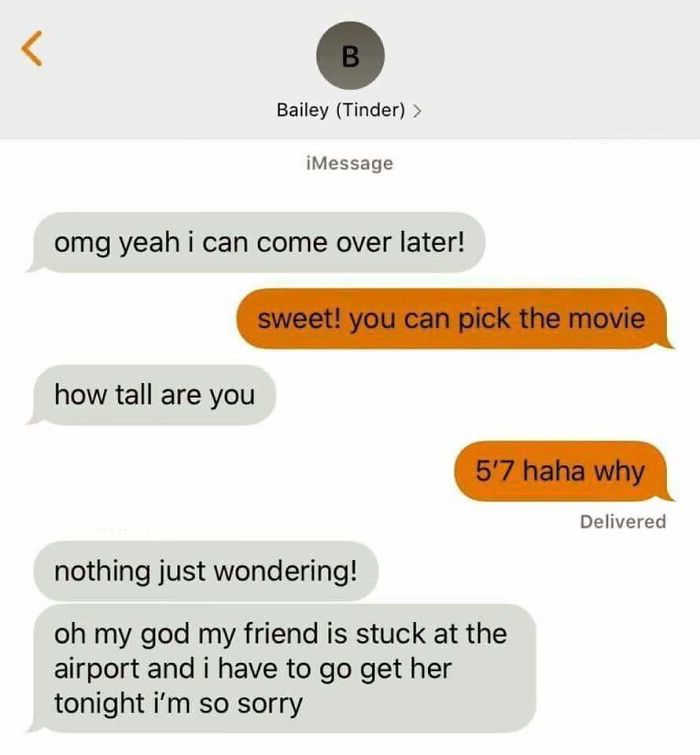 B
Bailey (Tinder) >
iMessage
omg yeah i can come over later!
sweet! you can pick the movie
how tall are you
5'7 haha why
Delivered
nothing just wondering!
oh my god my friend is stuck at the
airport and i have to go get her
tonight i'm so sorry